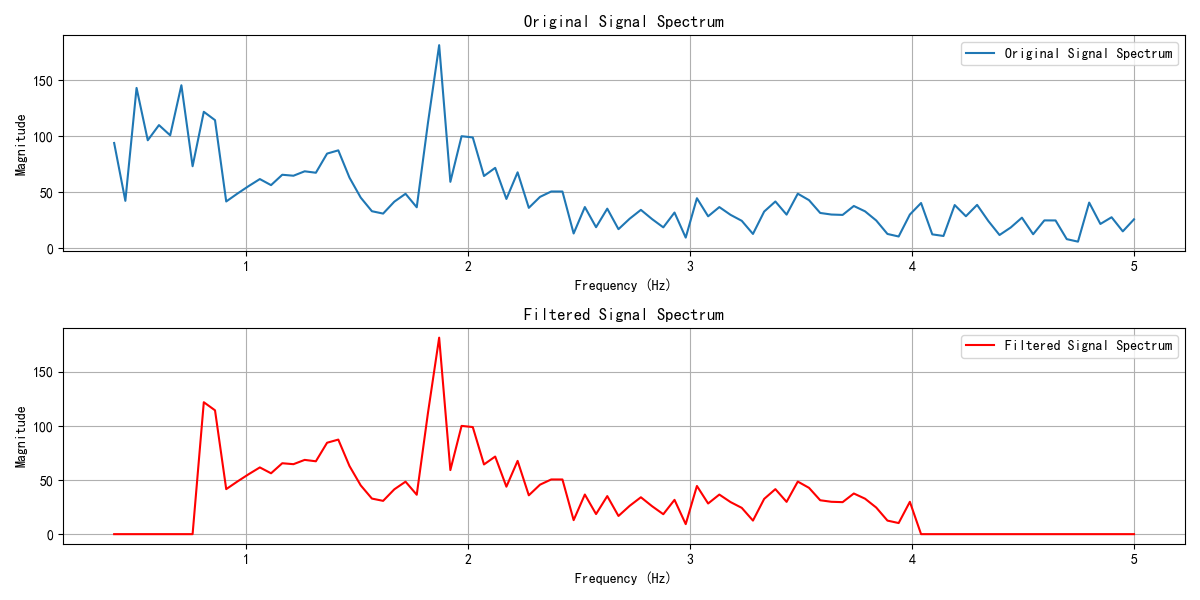 Original Signal Spectrum
Original Signal Spectrum
Magnitude
150
100
50
0
1 2 3 4 5
Frequency (Hz)
Filtered Signal Spectrum
Filtered Signal Spectrum
Magnitude
150
100
50
0
1 2 3 4 5
Frequency (Hz)